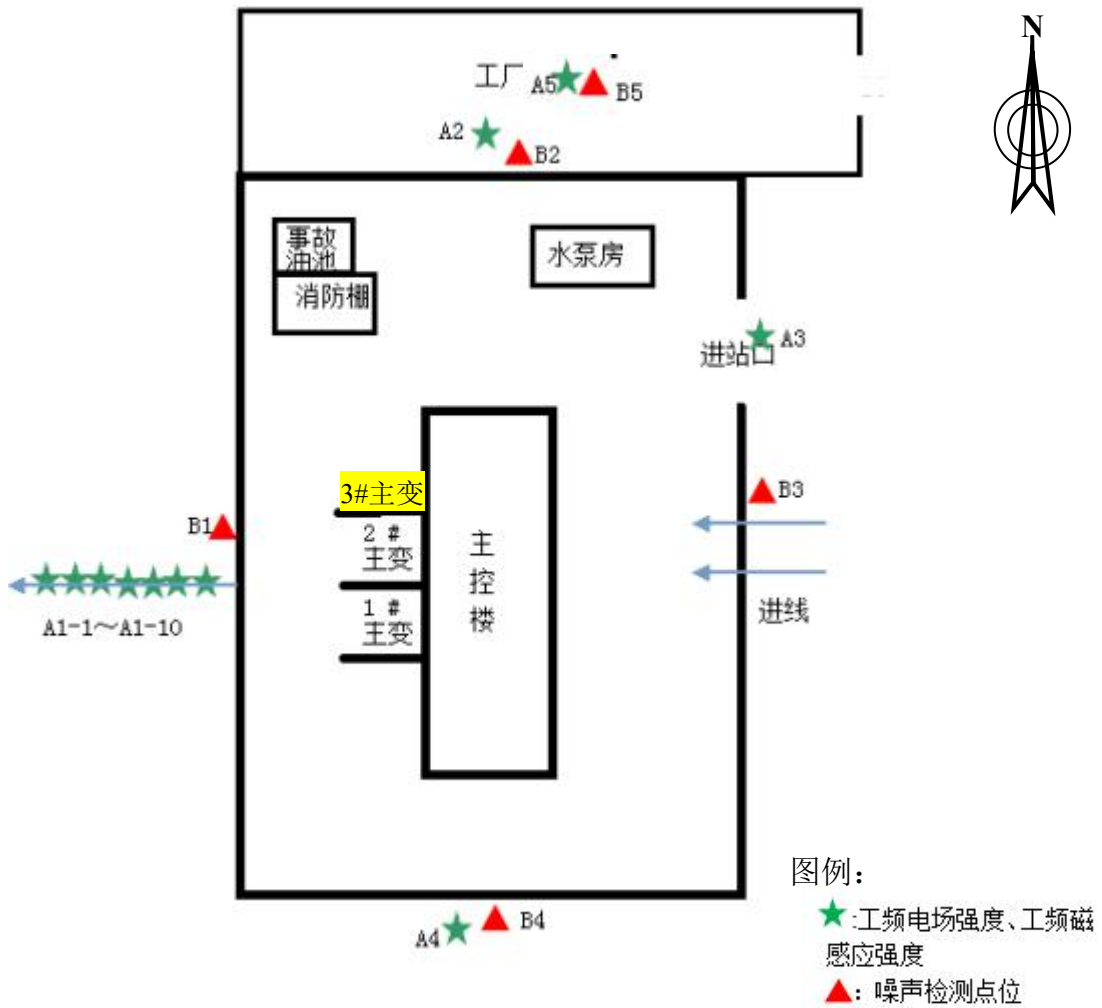 N
工厂
A5
B5
A2
B2
事故
油池
消防棚
水泵房
A3
进站口
3#主变
B3
B1
2 #
主变
主
控
楼
1 #
主变
A1-1～A1-10
进线
图例：
:工频电场强度、工频磁
感应强度
：噪声检测点位
A4
B4